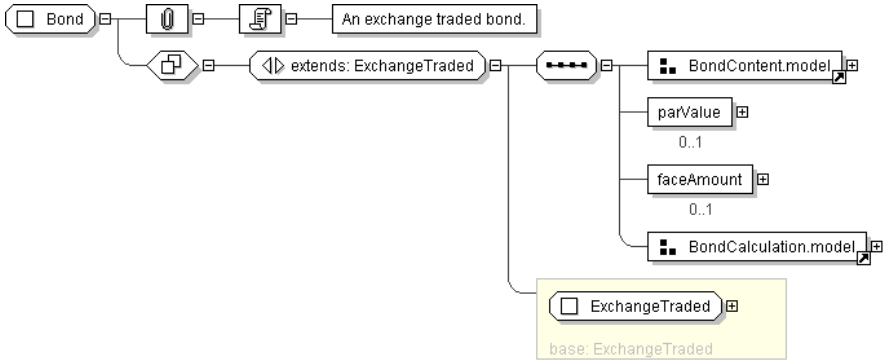 Bond
An exchange traded bond.
extends: ExchangeTraded
BondContent.model
parValue
0..1
faceAmount
0..1
BondCalculation.model
ExchangeTraded
base: ExchangeTraded